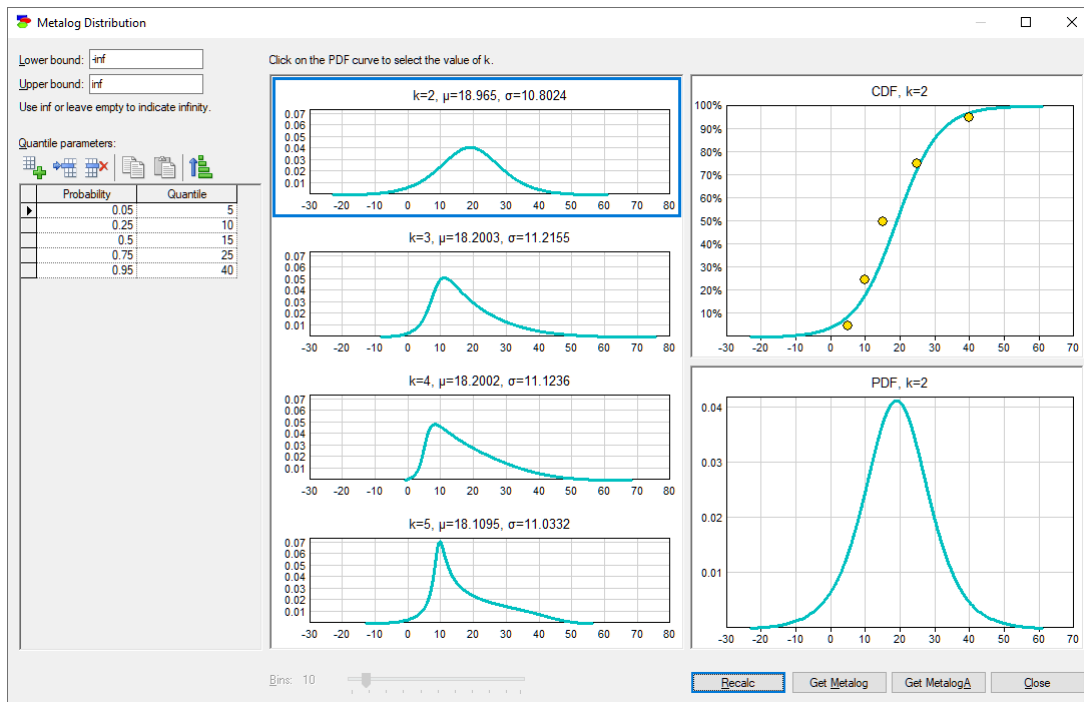 Metalog Distribution
Lower bound: -inf
Upper bound: inf
Use inf or leave empty to indicate infinity.
Quantile parameters:
Probability Quantile
0.05 5
0.25 10
0.5 15
0.75 25
0.95 40
Click on the PDF curve to select the value of k.
k=2, μ=18.965, σ=10.8024
0.07
0.06
0.05
0.04
0.03
0.02
0.01
-30 -20 -10 0 10 20 30 40 50 60 70 80
k=3, μ=18.2003, σ=11.2155
0.07
0.06
0.05
0.04
0.03
0.02
0.01
-30 -20 -10 0 10 20 30 40 50 60 70 80
k=4, μ=18.2002, σ=11.1236
0.07
0.06
0.05
0.04
0.03
0.02
0.01
-30 -20 -10 0 10 20 30 40 50 60 70 80
k=5, μ=18.1095, σ=11.0332
0.07
0.06
0.05
0.04
0.03
0.02
0.01
-30 -20 -10 0 10 20 30 40 50 60 70 80
CDF, k=2
100%
90%
80%
70%
60%
50%
40%
30%
20%
10%
-30 -20 -10 0 10 20 30 40 50 60 70
PDF, k=2
0.04
0.03
0.02
0.01
-30 -20 -10 0 10 20 30 40 50 60 70
Bins: 10
Recalc Get Metalog Get MetalogA Close